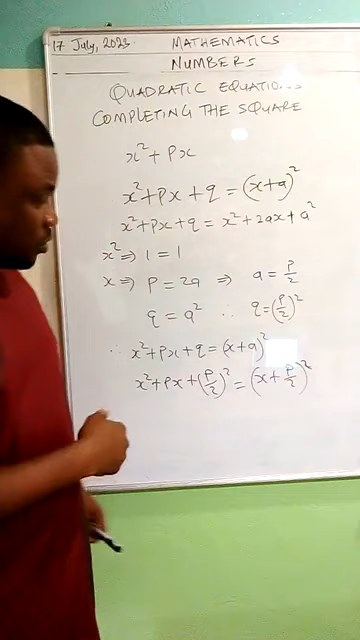 17 July, 2023 MATHEMATICS
NUMBERS
QUADRATIC EQUATIONS
COMPLETING THE SQUARE
x² + px
x² + px + q = (x+a)²
x² + px + q = x² + 2ax + a²
x² ⇒ 1 = 1
x ⇒ p = 2a ⇒ a = p/2
q = a² ∴ q = (p/2)²
∴ x² + px + q = (x+a)²
x² + px + (p/2)² = (x + p/2)²